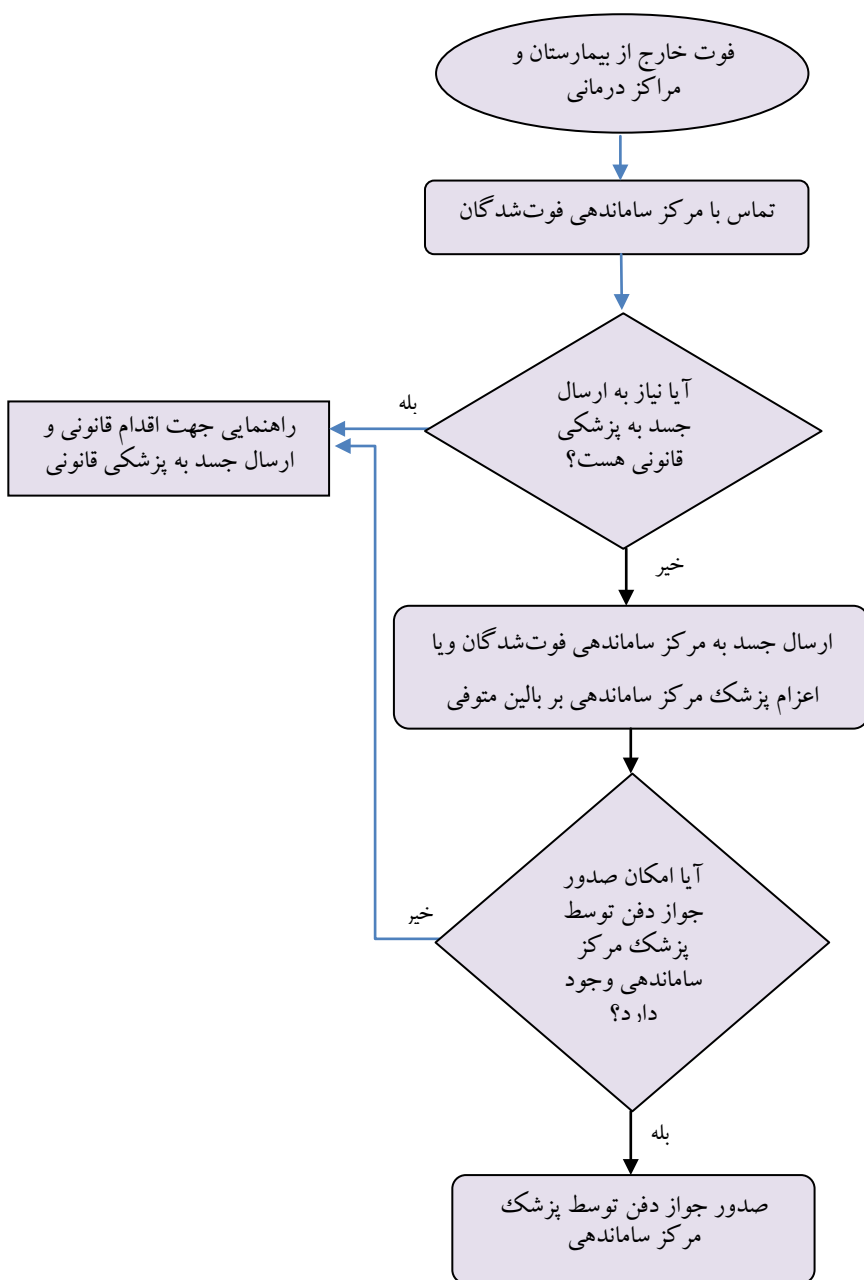 فوت خارج از بیمارستان و
مراکز درمانی
تماس با مرکز ساماندهی فوت‌شدگان
آیا نیاز به ارسال
جسد به پزشکی
قانونی هست؟
بله
راهنمایی جهت اقدام قانونی و
ارسال جسد به پزشکی قانونی
خیر
ارسال جسد به مرکز ساماندهی فوت‌شدگان ویا
اعزام پزشک مرکز ساماندهی بر بالین متوفی
آیا امکان صدور
جواز دفن توسط
پزشک مرکز
ساماندهی وجود
دارد؟
خیر
بله
صدور جواز دفن توسط پزشک
مرکز ساماندهی